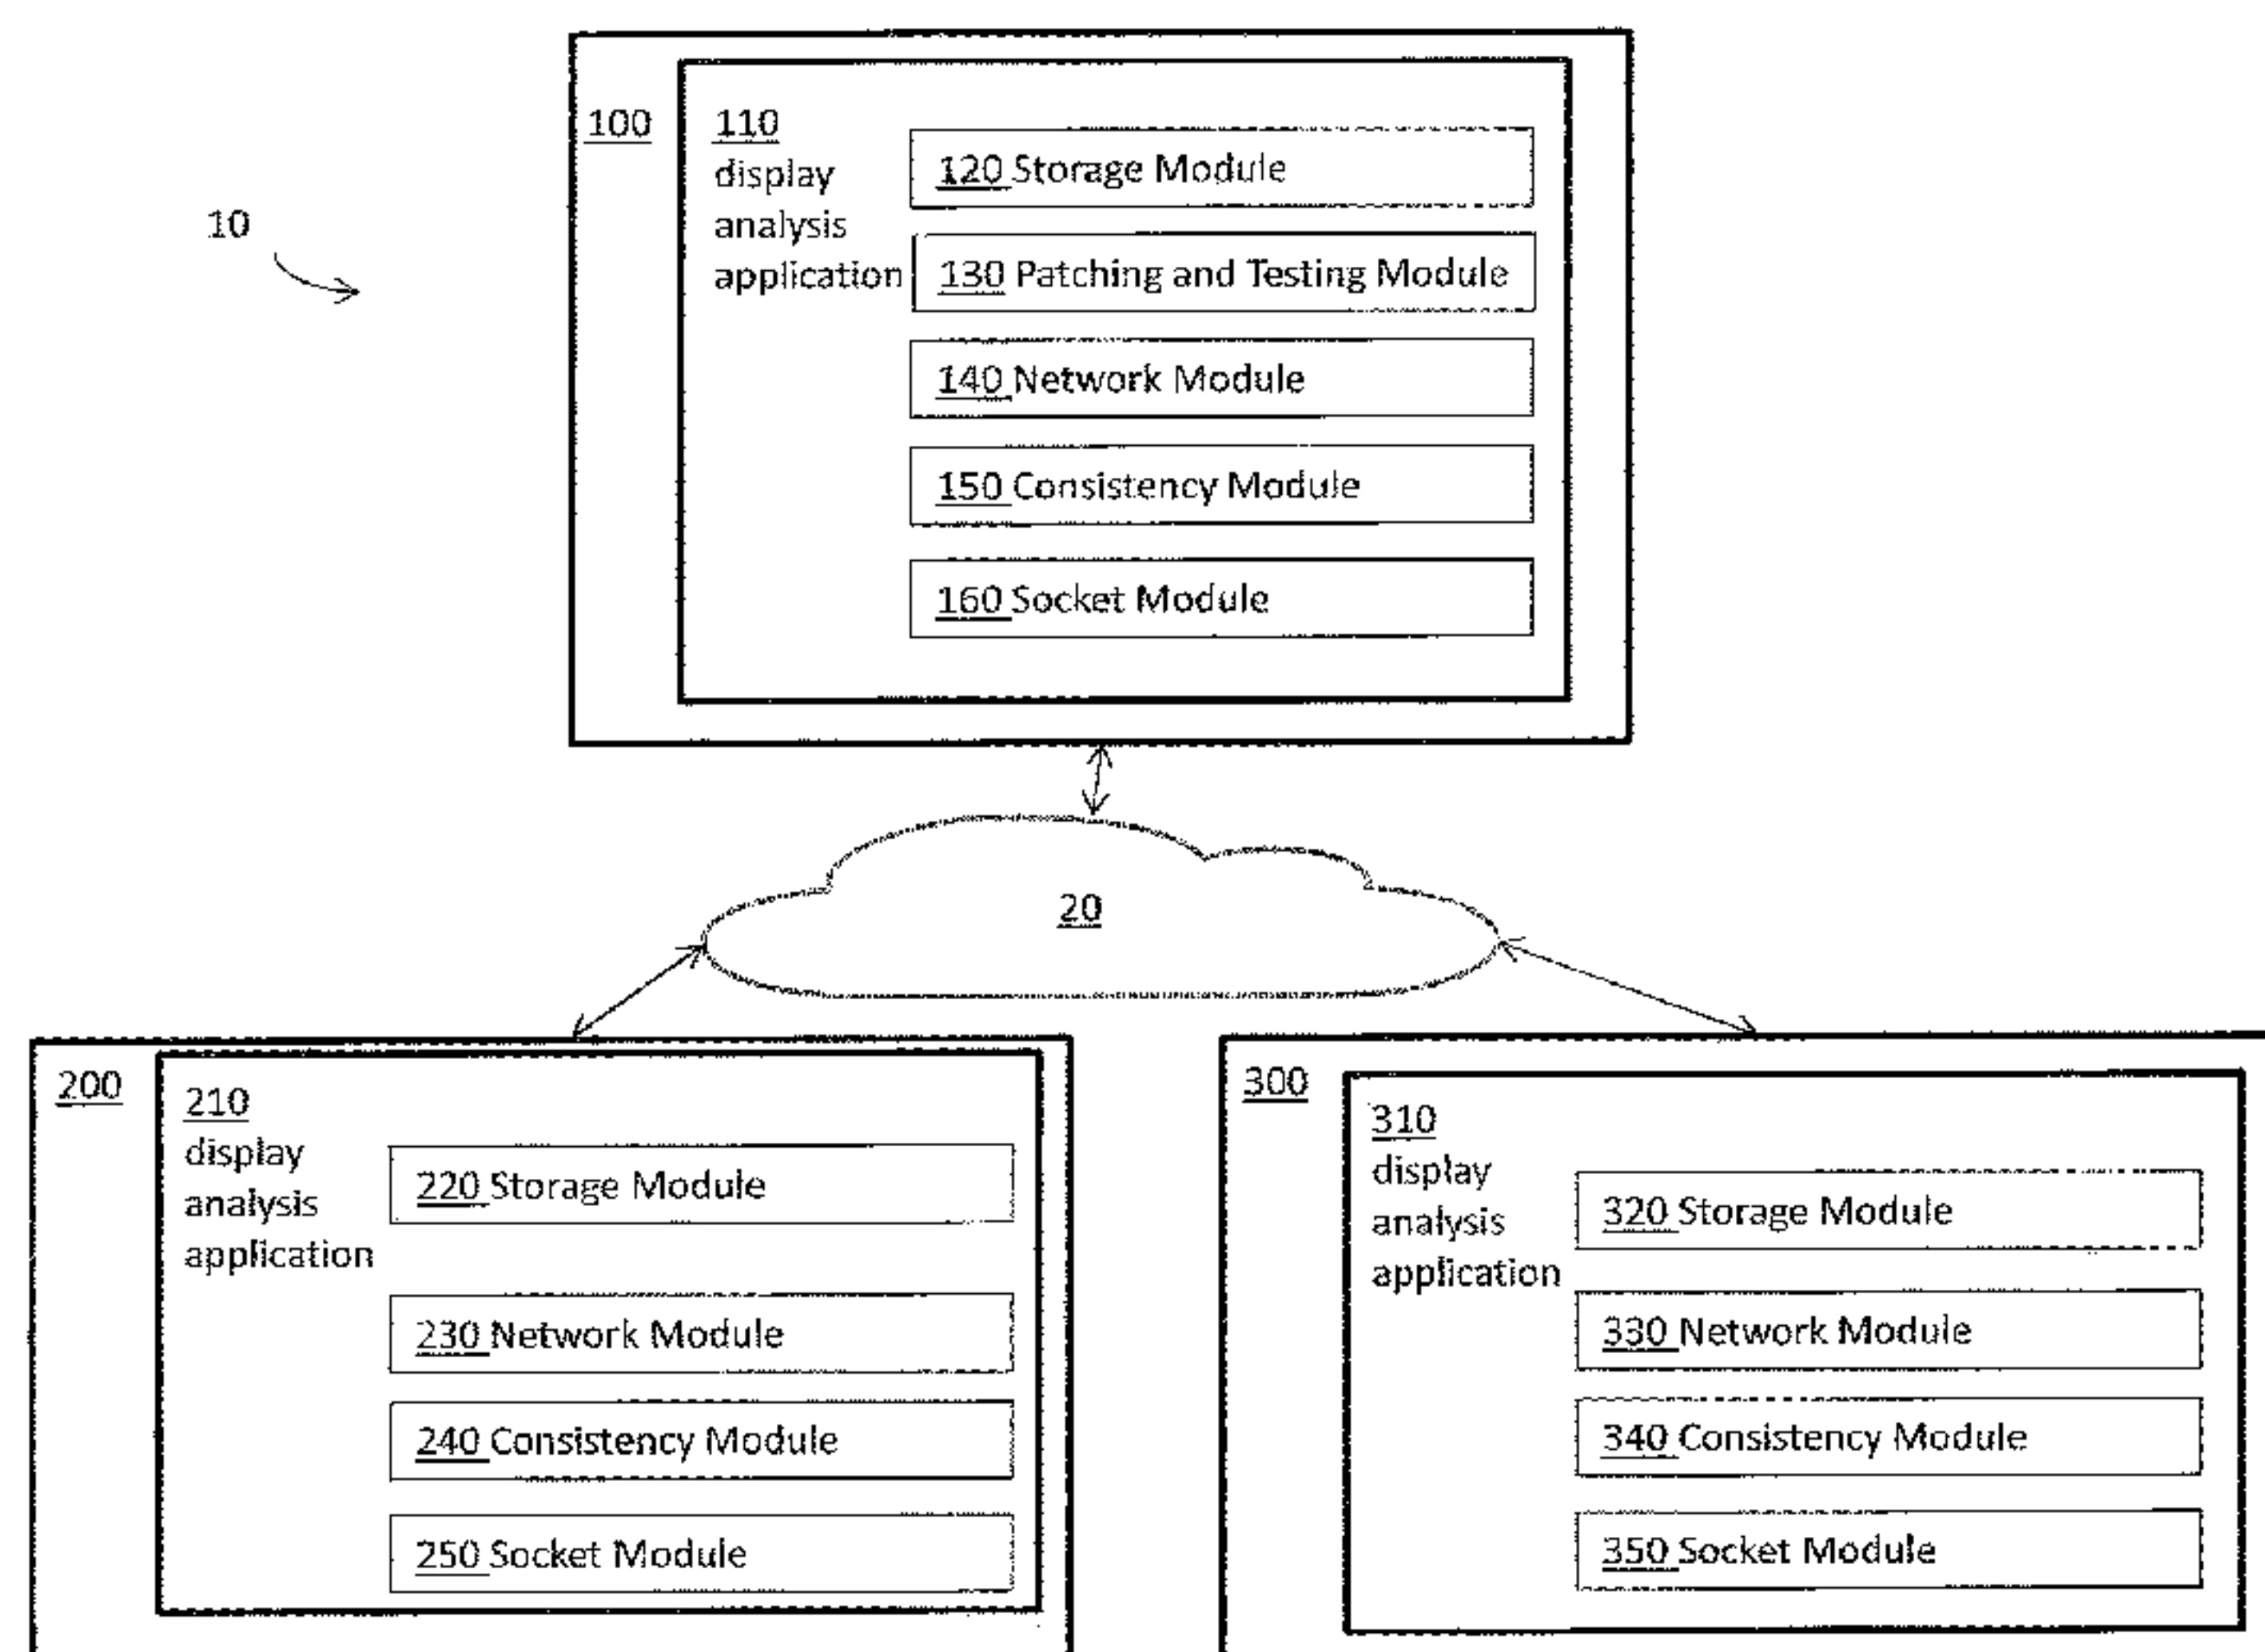 10
100
110
display
analysis
application
120 Storage Module
130 Patching and Testing Module
140 Network Module
150 Consistency Module
160 Socket Module
20
200
210
display
analysis
application
220 Storage Module
230 Network Module
240 Consistency Module
250 Socket Module
300
310
display
analysis
application
320 Storage Module
330 Network Module
340 Consistency Module
350 Socket Module